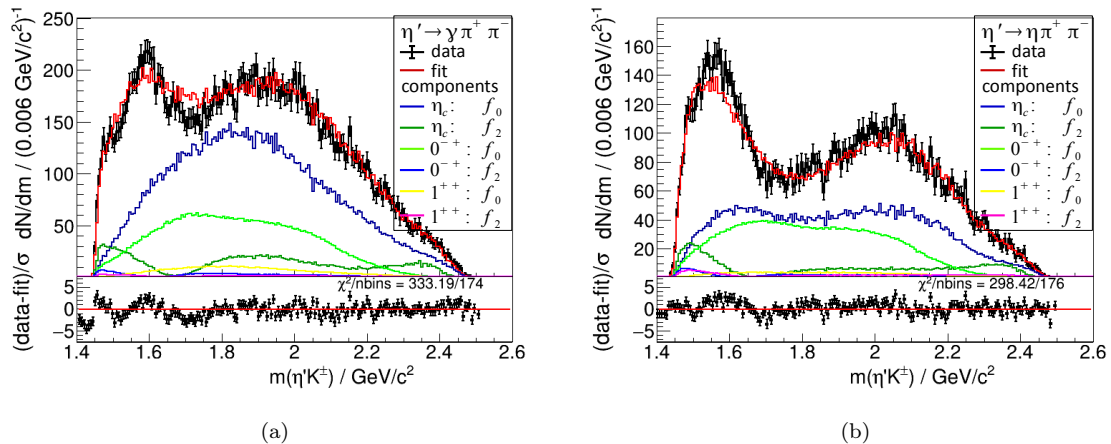 η′→γπ⁺ π⁻
data
fit
components
η_c: f_0
η_c: f_2
0⁻⁺: f_0
0⁻⁺: f_2
1⁺⁺: f_0
1⁺⁺: f_2
250
200
150
100
50
dN/dm / (0.006 GeV/c²)⁻¹
χ²/nbins = 333.19/174
5
0
−5
(data-fit)/σ
1.4 1.6 1.8 2 2.2 2.4 2.6
m(η'K±) / GeV/c²
(a)
η′→ηπ⁺ π⁻
data
fit
components
η_c: f_0
η_c: f_2
0⁻⁺: f_0
0⁻⁺: f_2
1⁺⁺: f_0
1⁺⁺: f_2
160
140
120
100
80
60
40
20
dN/dm / (0.006 GeV/c²)⁻¹
χ²/nbins = 298.42/176
5
0
−5
(data-fit)/σ
1.4 1.6 1.8 2 2.2 2.4 2.6
m(η'K±) / GeV/c²
(b)